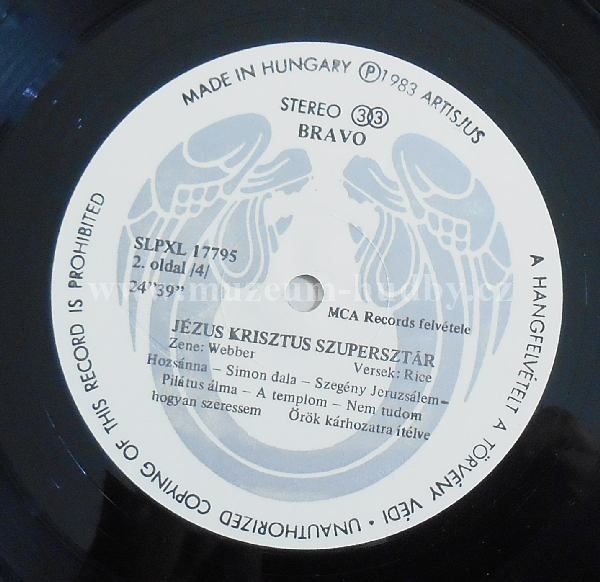 MADE IN HUNGARY Ⓟ 1983 ARTISJUS
STEREO 33
BRAVO
SLPXL 17795
2. oldal /4/
24"39"
MCA Records felvétele
JÉZUS KRISZTUS SZUPERSZTÁR
Zene: Webber Versek: Rice
Hozsánna – Simon dala – Szegény Jeruzsálem–
Pilátus álma – A templom – Nem tudom
hogyan szeressem Örök kárhozatra ítélve
A HANGFELVÉTELT A TÖRVÉNY VÉDI • UNAUTHORIZED COPYING OF THIS RECORD IS PROHIBITED
www.muzeum-hudby.cz